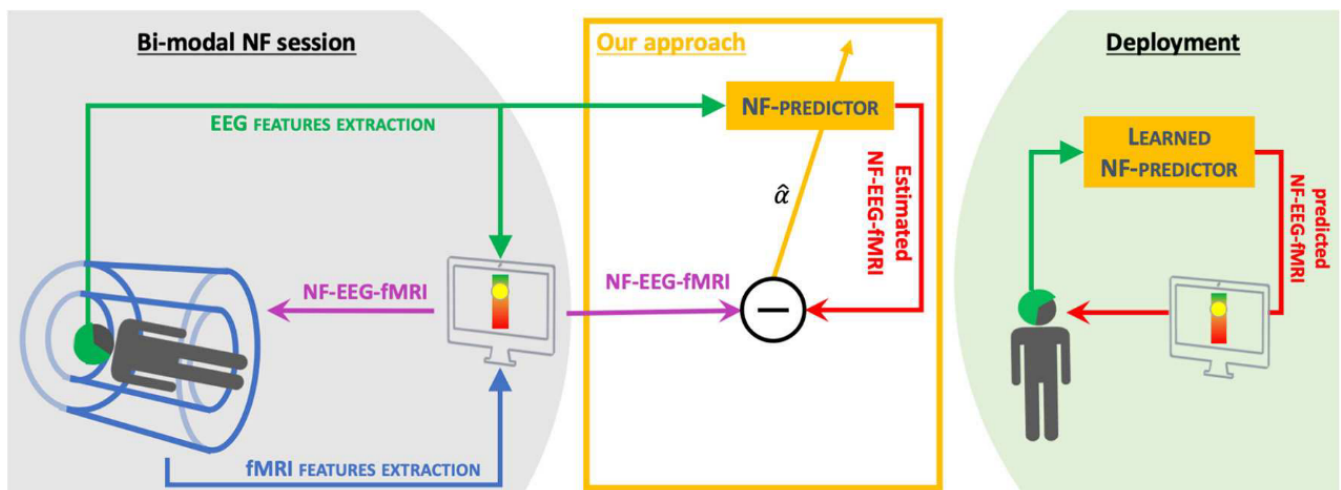 Bi-modal NF session
EEG FEATURES EXTRACTION
NF-EEG-fMRI
fMRI FEATURES EXTRACTION
Our approach
NF-PREDICTOR
Estimated
NF-EEG-fMRI
α̂
NF-EEG-fMRI
−
Deployment
LEARNED
NF-PREDICTOR
predicted
NF-EEG-fMRI